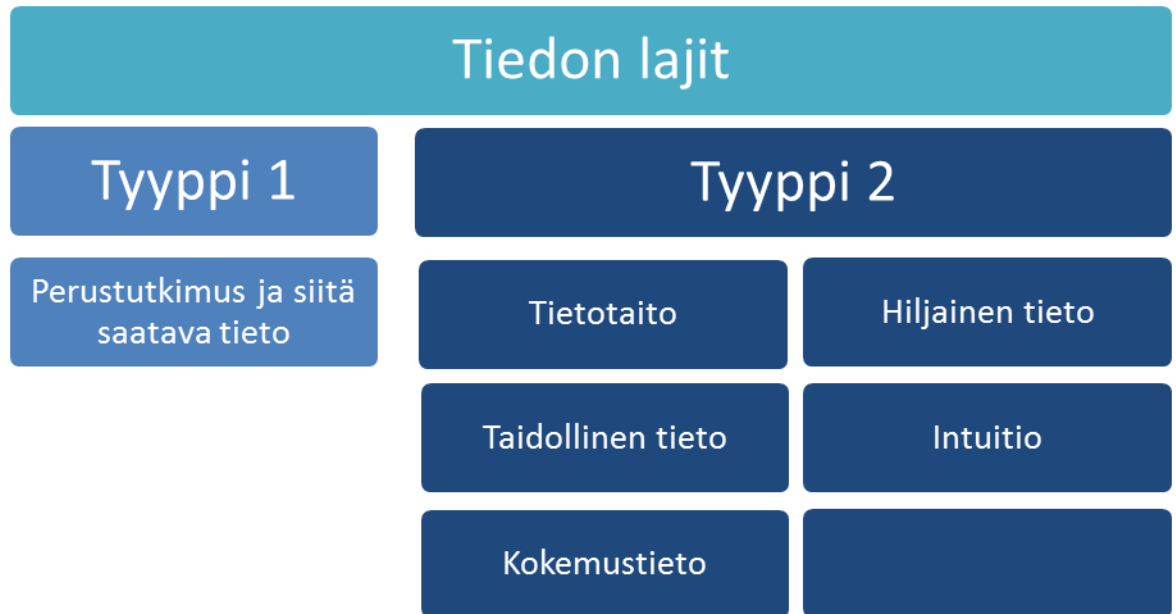 Tiedon lajit
Tyyppi 1
Tyyppi 2
Perustutkimus ja siitä
saatava tieto
Tietotaito
Hiljainen tieto
Taidollinen tieto
Intuitio
Kokemustieto